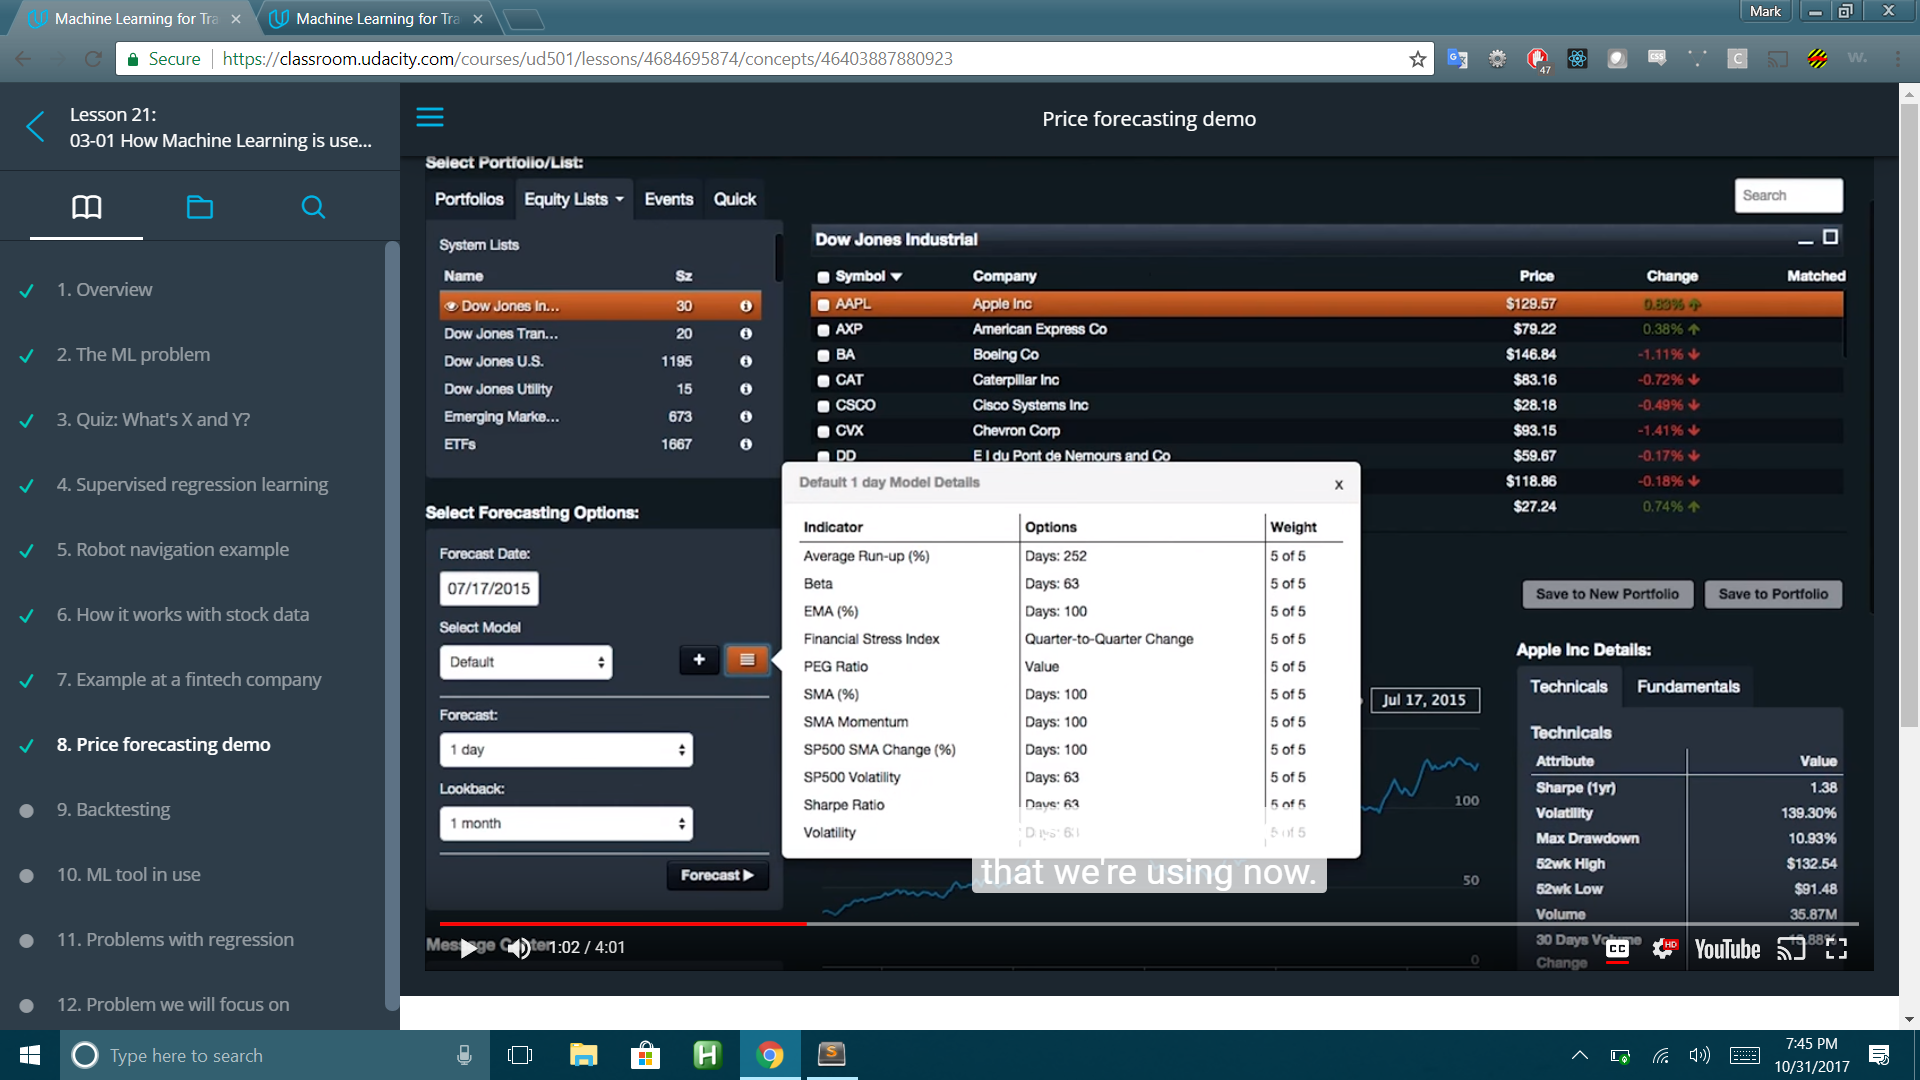 Machine Learning for Tra
Machine Learning for Tra
Mark
Secure
https://classroom.udacity.com/courses/ud501/lessons/4684695874/concepts/46403887880923
47
CSS
C
Lesson 21:
03-01 How Machine Learning is use...
Price forecasting demo
1. Overview
2. The ML problem
3. Quiz: What's X and Y?
4. Supervised regression learning
5. Robot navigation example
6. How it works with stock data
7. Example at a fintech company
8. Price forecasting demo
9. Backtesting
10. ML tool in use
11. Problems with regression
12. Problem we will focus on
Select Portfolio/List:
Portfolios Equity Lists Events Quick
System Lists
Name Sz
Dow Jones In... 30
Dow Jones Tran... 20
Dow Jones U.S. 1195
Dow Jones Utility 15
Emerging Marke... 673
ETFs 1667
Search
Dow Jones Industrial
Symbol Company Price Change Matched
AAPL Apple Inc $129.57 0.83%
AXP American Express Co $79.22 0.38%
BA Boeing Co $146.84 -1.11%
CAT Caterpillar Inc $83.16 -0.72%
CSCO Cisco Systems Inc $28.18 -0.49%
CVX Chevron Corp $93.15 -1.41%
DD E I du Pont de Nemours and Co $59.67 -0.17%
$118.86 -0.18%
$27.24 0.74%
Select Forecasting Options:
Forecast Date:
07/17/2015
Select Model
Default
+
Forecast:
1 day
Lookback:
1 month
Forecast
Default 1 day Model Details x
Indicator Options Weight
Average Run-up (%) Days: 252 5 of 5
Beta Days: 63 5 of 5
EMA (%) Days: 100 5 of 5
Financial Stress Index Quarter-to-Quarter Change 5 of 5
PEG Ratio Value 5 of 5
SMA (%) Days: 100 5 of 5
SMA Momentum Days: 100 5 of 5
SP500 SMA Change (%) Days: 100 5 of 5
SP500 Volatility Days: 63 5 of 5
Sharpe Ratio Days: 63 5 of 5
Volatility Days: 63 5 of 5
that we're using now.
Save to New Portfolio Save to Portfolio
Jul 17, 2015
100
50
0
Apple Inc Details:
Technicals Fundamentals
Technicals
Attribute Value
Sharpe (1yr) 1.38
Volatility 139.30%
Max Drawdown 10.93%
52wk High $132.54
52wk Low $91.48
Volume 35.87M
30 Days Volume
Change
Message Center
1:02 / 4:01
CC
HD
YouTube
Type here to search
H
S
7:45 PM
10/31/2017